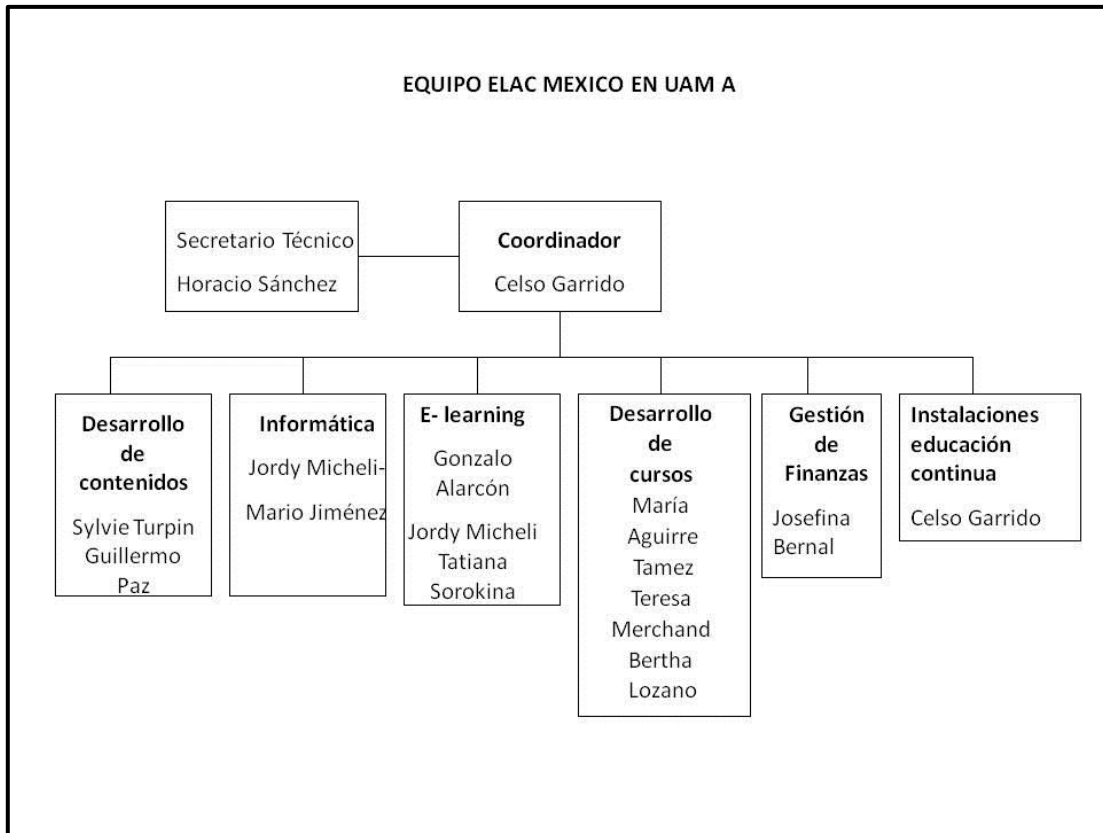 EQUIPO ELAC MEXICO EN UAM A
Secretario Técnico
Horacio Sánchez
Coordinador
Celso Garrido
Desarrollo
de
contenidos
Sylvie Turpin
Guillermo
Paz
Informática
Jordy Micheli-
Mario Jiménez
E- learning
Gonzalo
Alarcón
Jordy Micheli
Tatiana
Sorokina
Desarrollo
de
cursos
María
Aguirre
Tamez
Teresa
Merchand
Bertha
Lozano
Gestión
de
Finanzas
Josefina
Bernal
Instalaciones
educación
continua
Celso Garrido